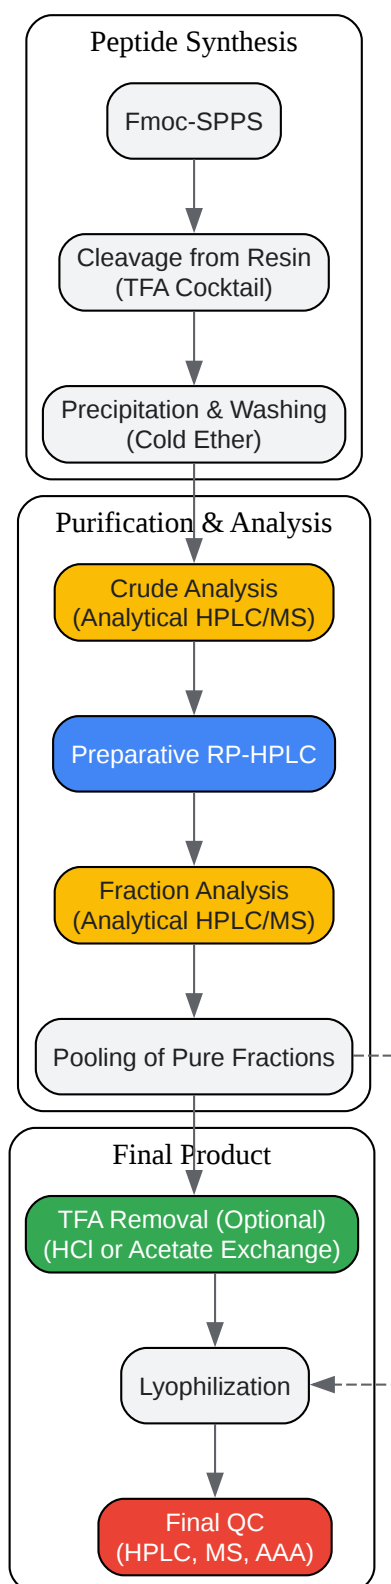 Peptide Synthesis
Fmoc-SPPS
Cleavage from Resin
(TFA Cocktail)
Precipitation & Washing
(Cold Ether)
Purification & Analysis
Crude Analysis
(Analytical HPLC/MS)
Preparative RP-HPLC
Fraction Analysis
(Analytical HPLC/MS)
Pooling of Pure Fractions
Final Product
TFA Removal (Optional)
(HCl or Acetate Exchange)
Lyophilization
Final QC
(HPLC, MS, AAA)